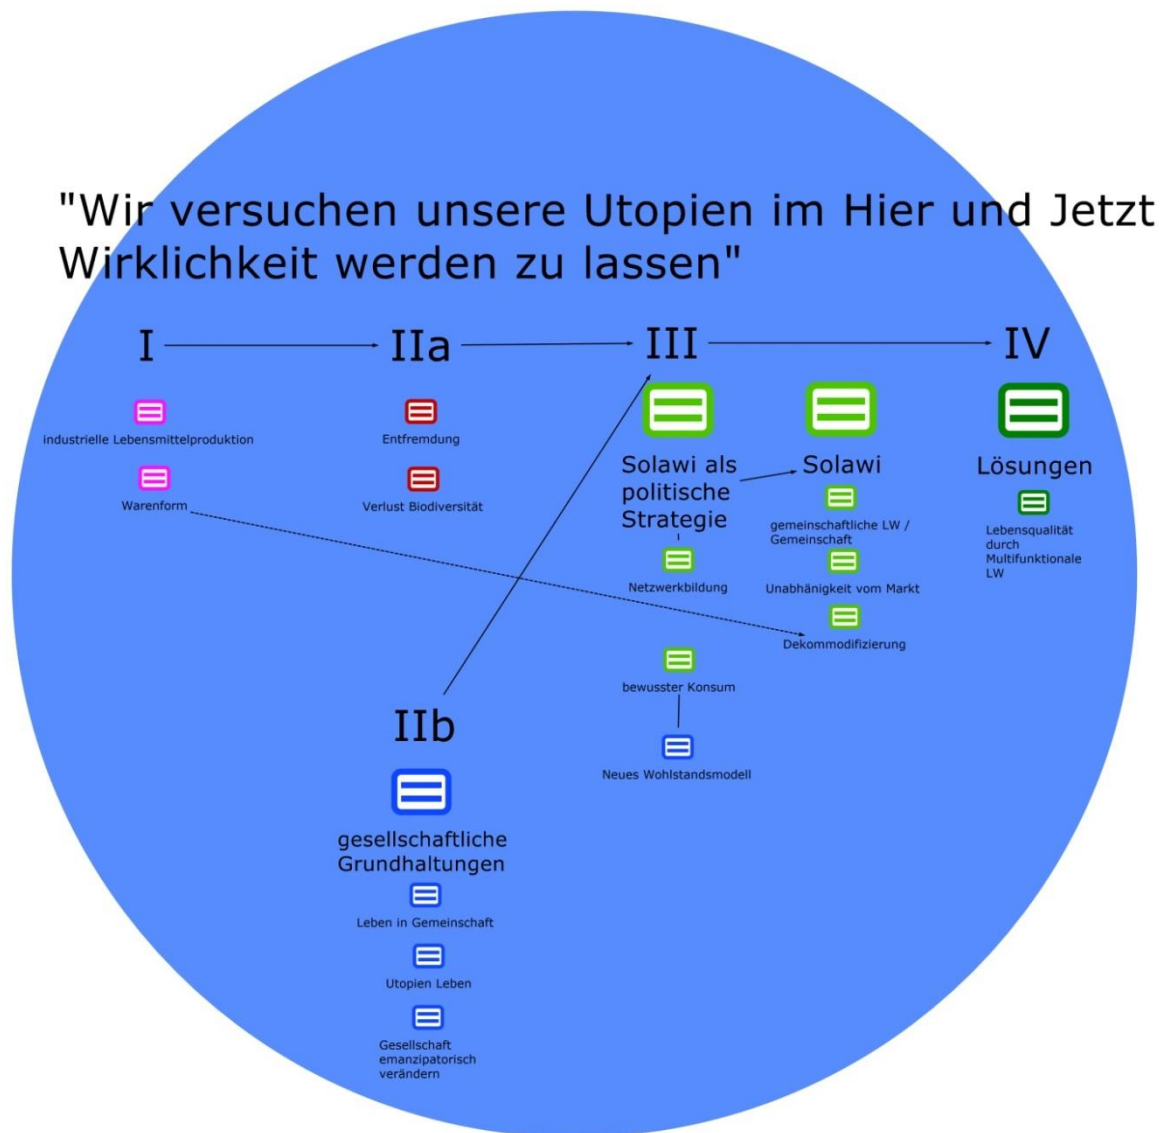 "Wir versuchen unsere Utopien im Hier und Jetzt
Wirklichkeit werden zu lassen"
I
IIa
III
IV
industrielle Lebensmittelproduktion
Warenform
Entfremdung
Verlust Biodiversität
Solawi als
politische
Strategie
Netzwerkbildung
bewusster Konsum
Neues Wohlstandsmodell
Solawi
gemeinschaftliche LW /
Gemeinschaft
Unabhänigkeit vom Markt
Dekommodifizierung
Lösungen
Lebensqualität
durch
Multifunktionale
LW
IIb
gesellschaftliche
Grundhaltungen
Leben in Gemeinschaft
Utopien Leben
Gesellschaft
emanzipatorisch
verändern